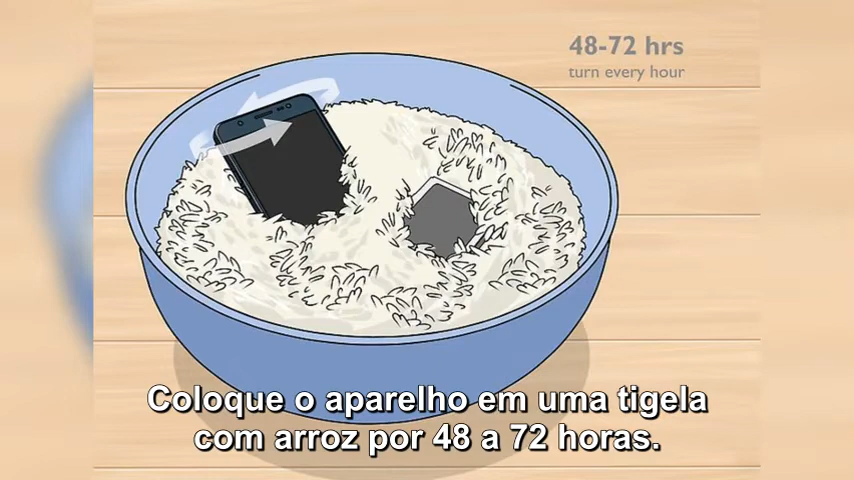 48-72 hrs
turn every hour
Coloque o aparelho em uma tigela
com arroz por 48 a 72 horas.